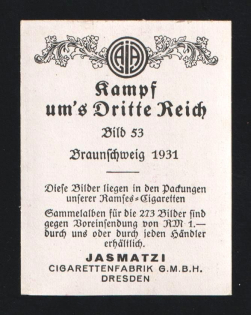 Kampf
um's Dritte Reich
Bild 53
Braunschweig 1931
Diese Bilder liegen in den Packungen
unserer Ramses=Cigaretten
Sammelalben für die 273 Bilder sind
gegen Voreinsendung von RM 1.—
durch uns oder durch jeden Händler
erhältlich.
JASMATZI
CIGARETTENFABRIK G.M.B.H.
DRESDEN